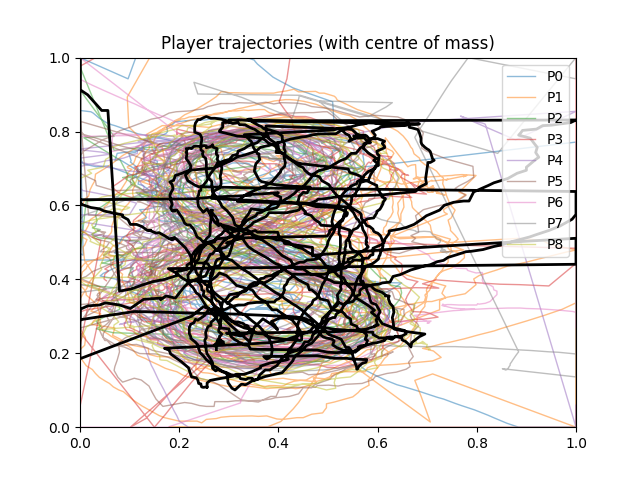 Player trajectories (with centre of mass)
1.0
0.8
0.6
0.4
0.2
0.0
0.0 0.2 0.4 0.6 0.8 1.0
P0
P1
P2
P3
P4
P5
P6
P7
P8